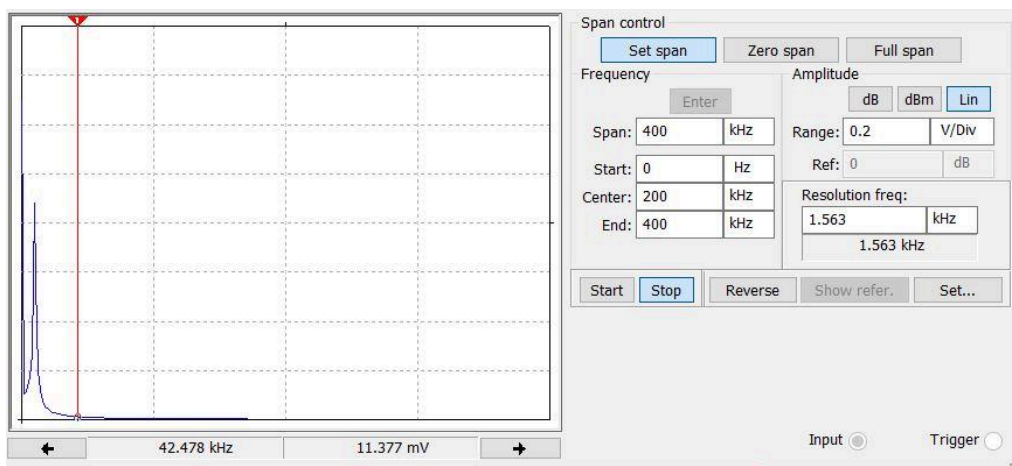 1
Span control
Set span Zero span Full span
Frequency
Amplitude
Enter
dB dBm Lin
Span: 400 kHz
Range: 0.2 V/Div
Start: 0 Hz
Ref: 0 dB
Center: 200 kHz
Resolution freq:
End: 400 kHz
1.563 kHz
1.563 kHz
Start Stop Reverse Show refer. Set...
Input Trigger
42.478 kHz 11.377 mV